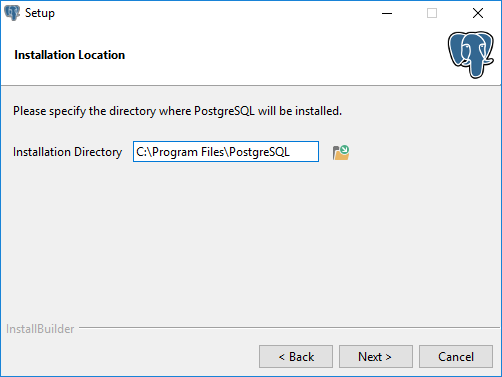 Setup
Installation Location
Please specify the directory where PostgreSQL will be installed.
Installation Directory C:\Program Files\PostgreSQL
InstallBuilder
< Back Next > Cancel